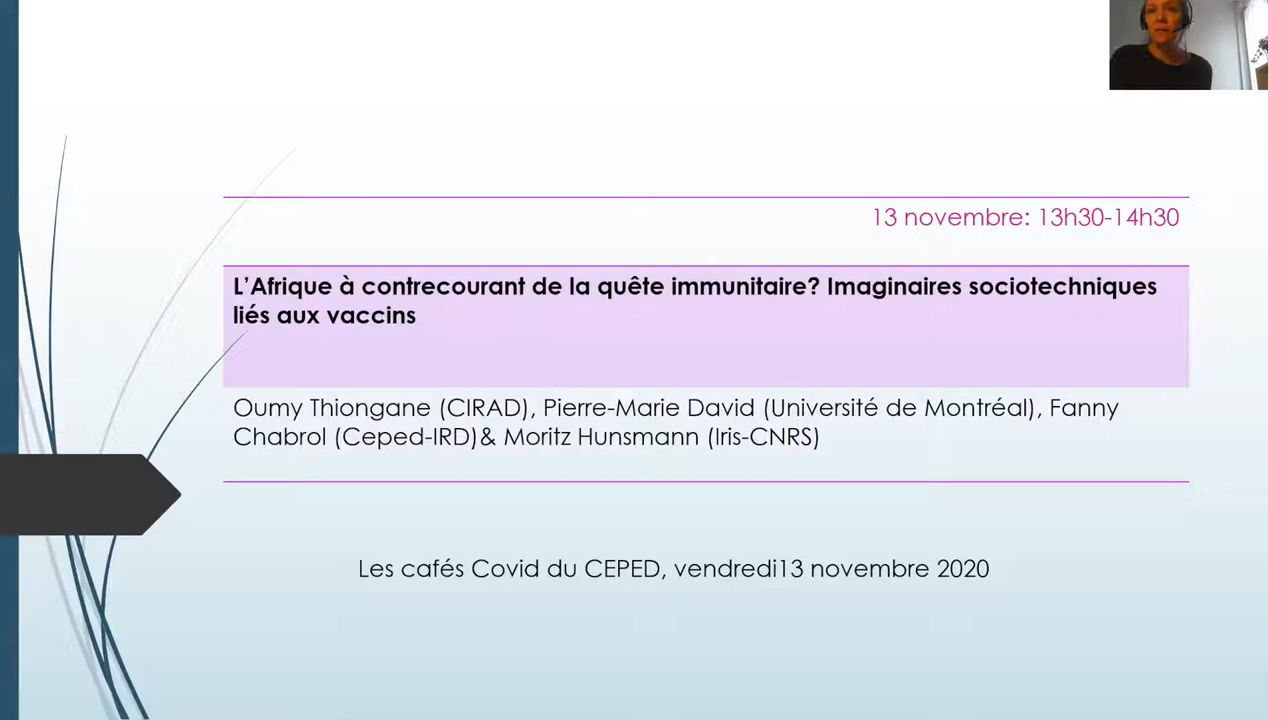 13 novembre: 13h30-14h30
L’Afrique à contrecourant de la quête immunitaire? Imaginaires sociotechniques
liés aux vaccins
Oumy Thiongane (CIRAD), Pierre-Marie David (Université de Montréal), Fanny
Chabrol (Ceped-IRD)& Moritz Hunsmann (Iris-CNRS)
Les cafés Covid du CEPED, vendredi13 novembre 2020